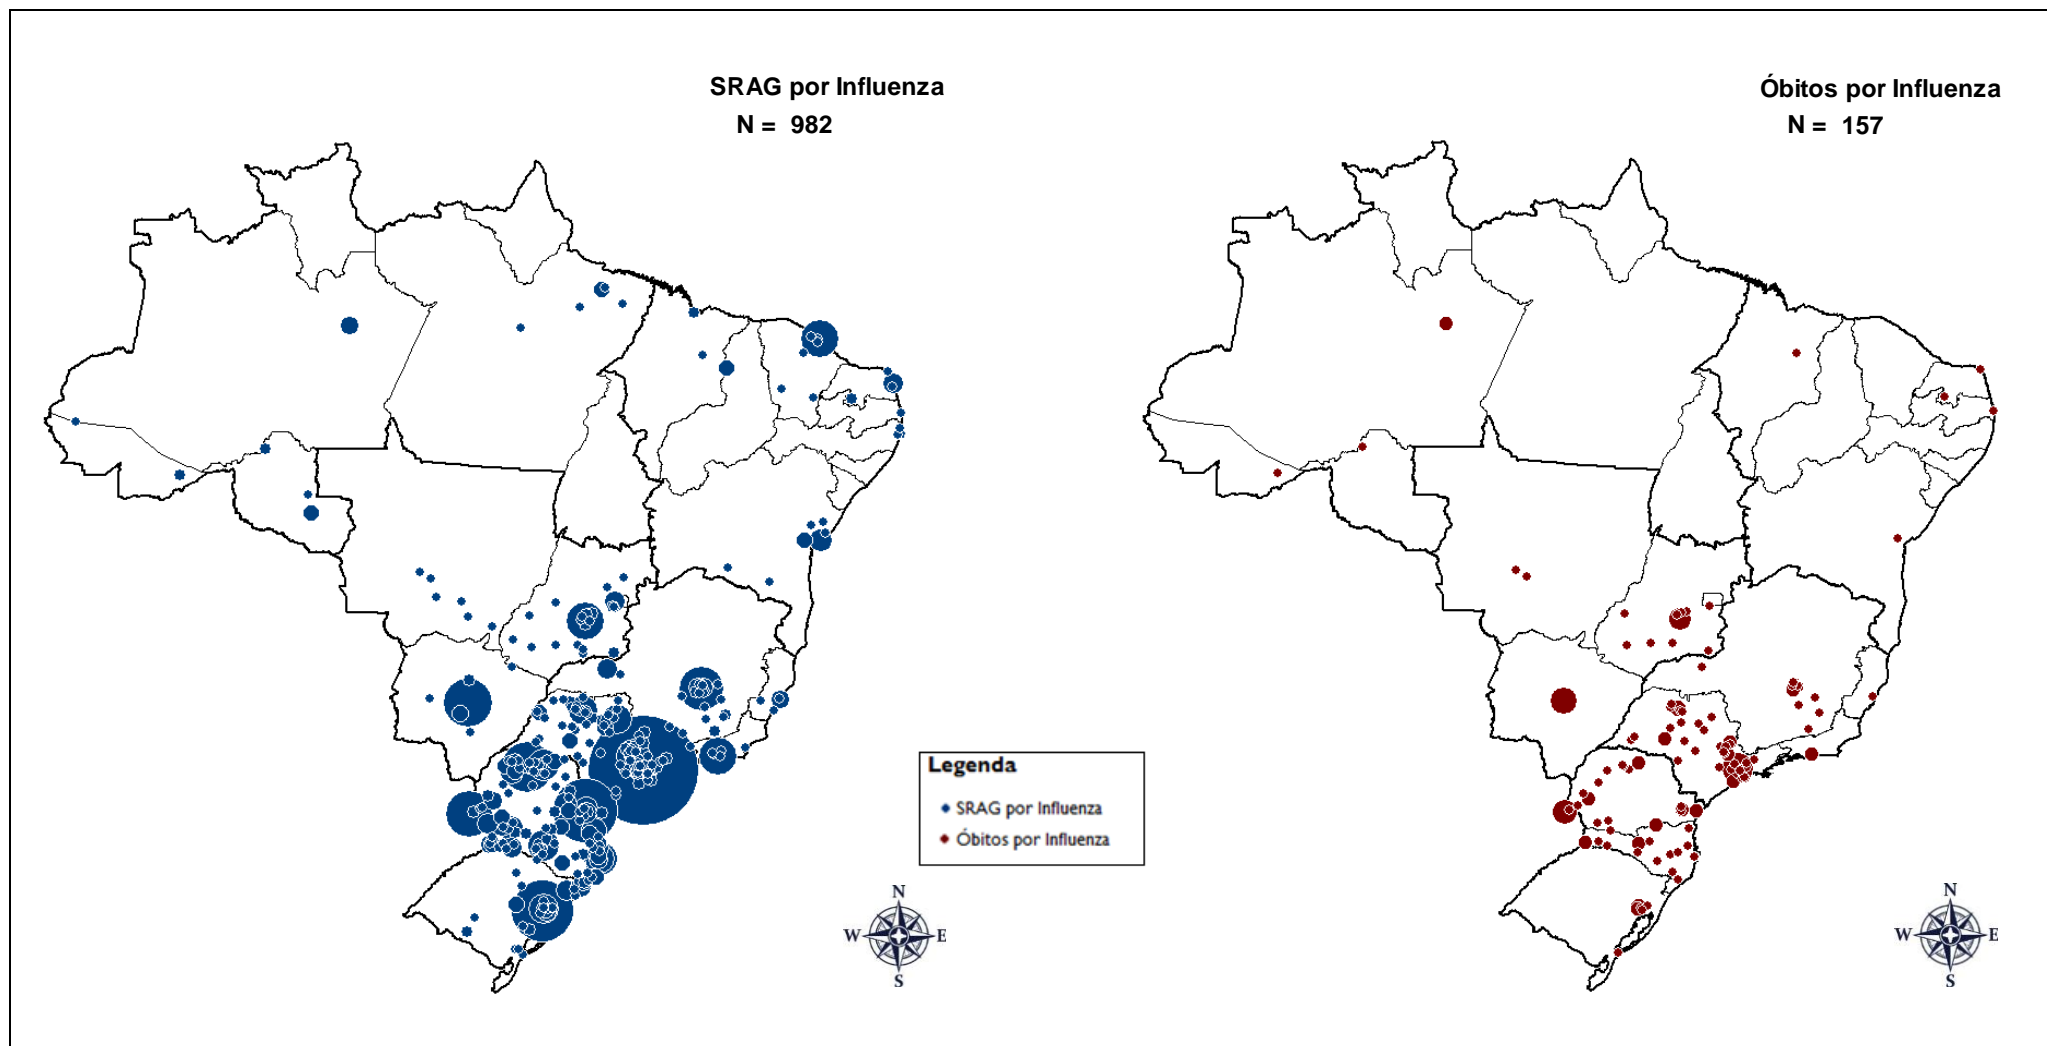 SRAG por Influenza
N = 982
Óbitos por Influenza
N = 157
Legenda
SRAG por Influenza
Óbitos por Influenza
N
W E
S
N
W E
S